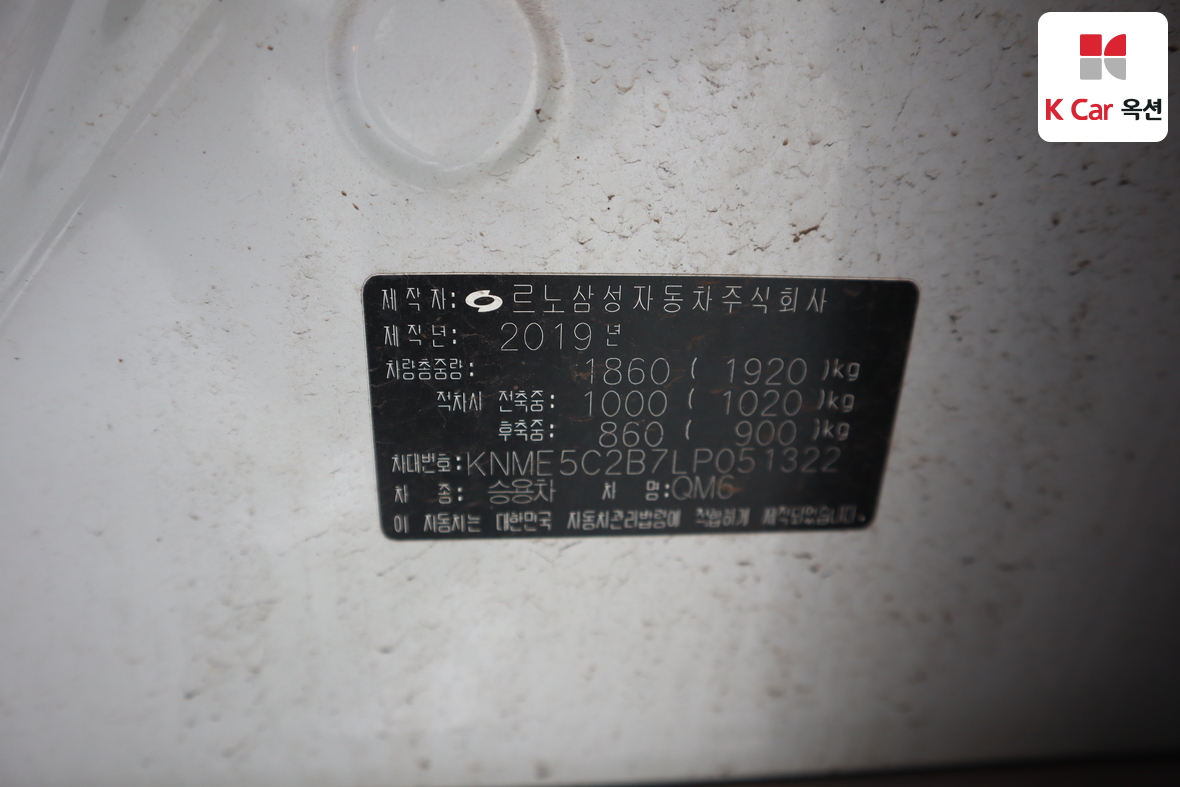 K Car 옥션
제 작 자: 르노삼성자동차주식회사
제 작 년: 2019년
차량총중량: 1860 ( 1920 )kg
적차시 전축중: 1000 ( 1020 )kg
후축중: 860 ( 900 )kg
차대번호:KNME5C2B7LP051322
차 종: 승용차 차 명:QM6
이 자동차는 대한민국 자동차관리법령에 적합하게 제작되었습니다.